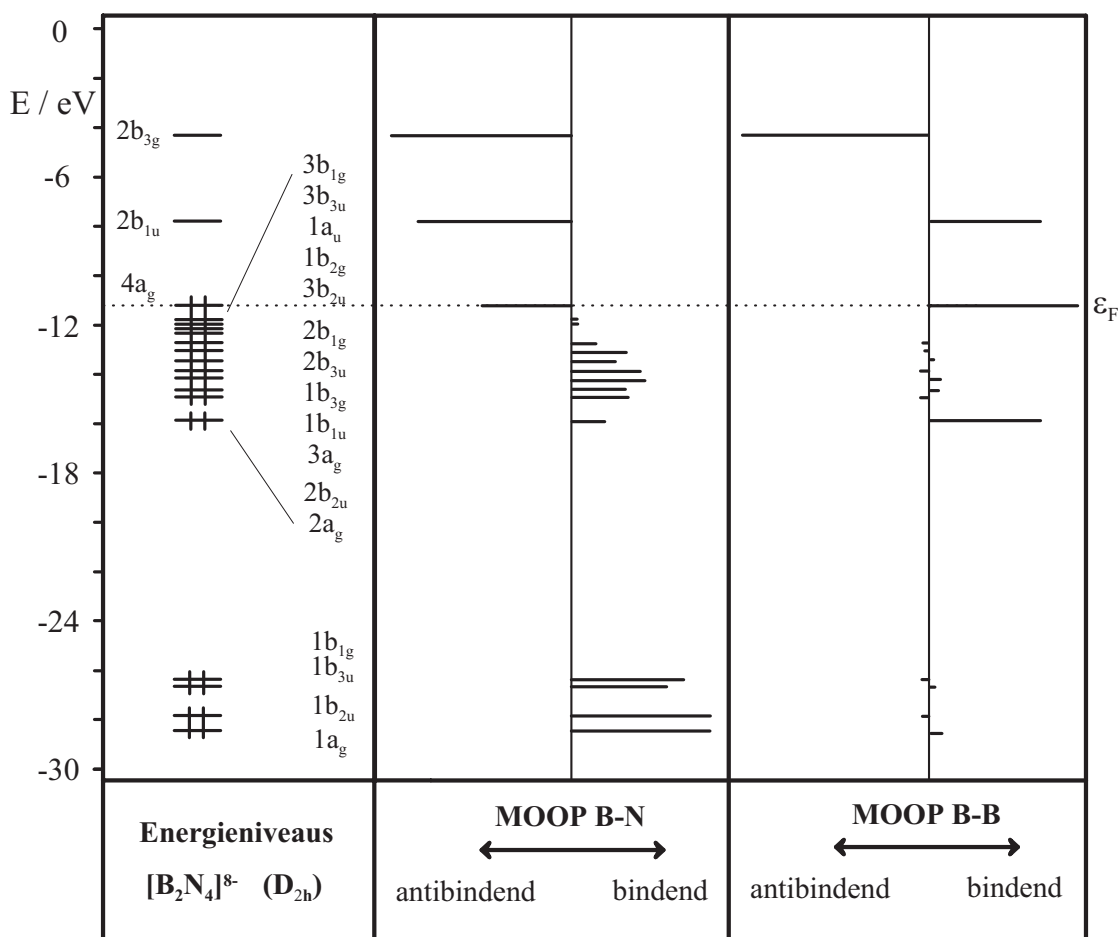 0
E / eV
-6
-12
-18
-24
-30
2b₃g
2b₁u
4ag
3b₁g
3b₃u
1aᵤ
1b₂g
3b₂u
2b₁g
2b₃u
1b₃g
1b₁u
3ag
2b₂u
2ag
1b₁g
1b₃u
1b₂u
1ag
εF
Energieniveaus
[B₂N₄]⁸⁻ (D₂h)
MOOP B-N
antibindend bindend
MOOP B-B
antibindend bindend